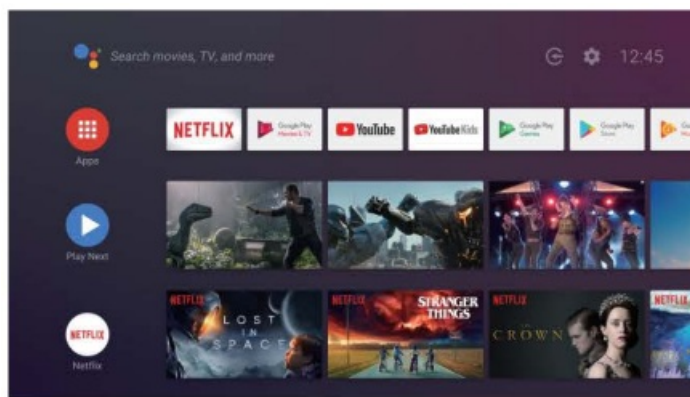 Search movies, TV, and more
12:45
Apps
NETFLIX
Google Play
Movies & TV
YouTube
YouTube Kids
Google Play
Games
Google Play
Store
Play Next
NETFLIX
Netflix
NETFLIX
LOST
IN
SPACE
NETFLIX
STRANGER
THINGS
NETFLIX
CROWN
NETFLIX